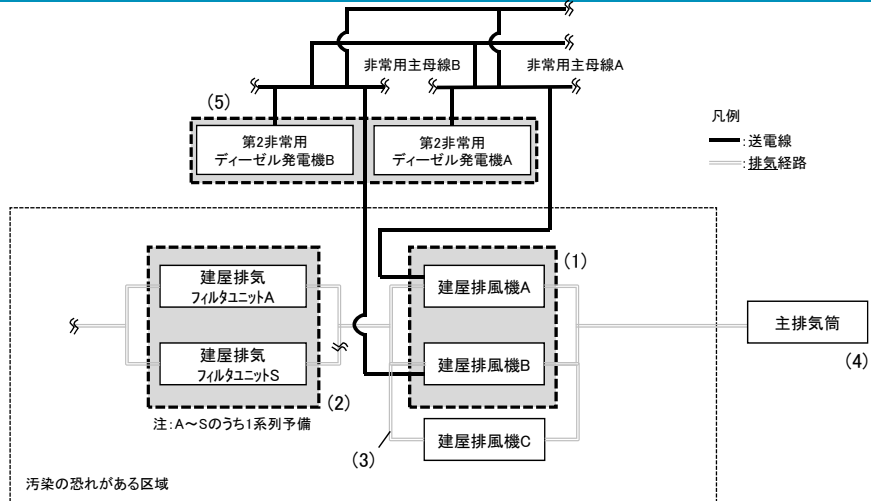 非常用主母線B
非常用主母線A
(5)
第2非常用
ディーゼル発電機B
第2非常用
ディーゼル発電機A
凡例
:送電線
:排気経路
(1)
建屋排気
フィルタユニットA
建屋排風機A
主排気筒
(4)
建屋排気
フィルタユニットS
建屋排風機B
(2)
注:A～Sのうち1系列予備
(3)
建屋排風機C
汚染の恐れがある区域